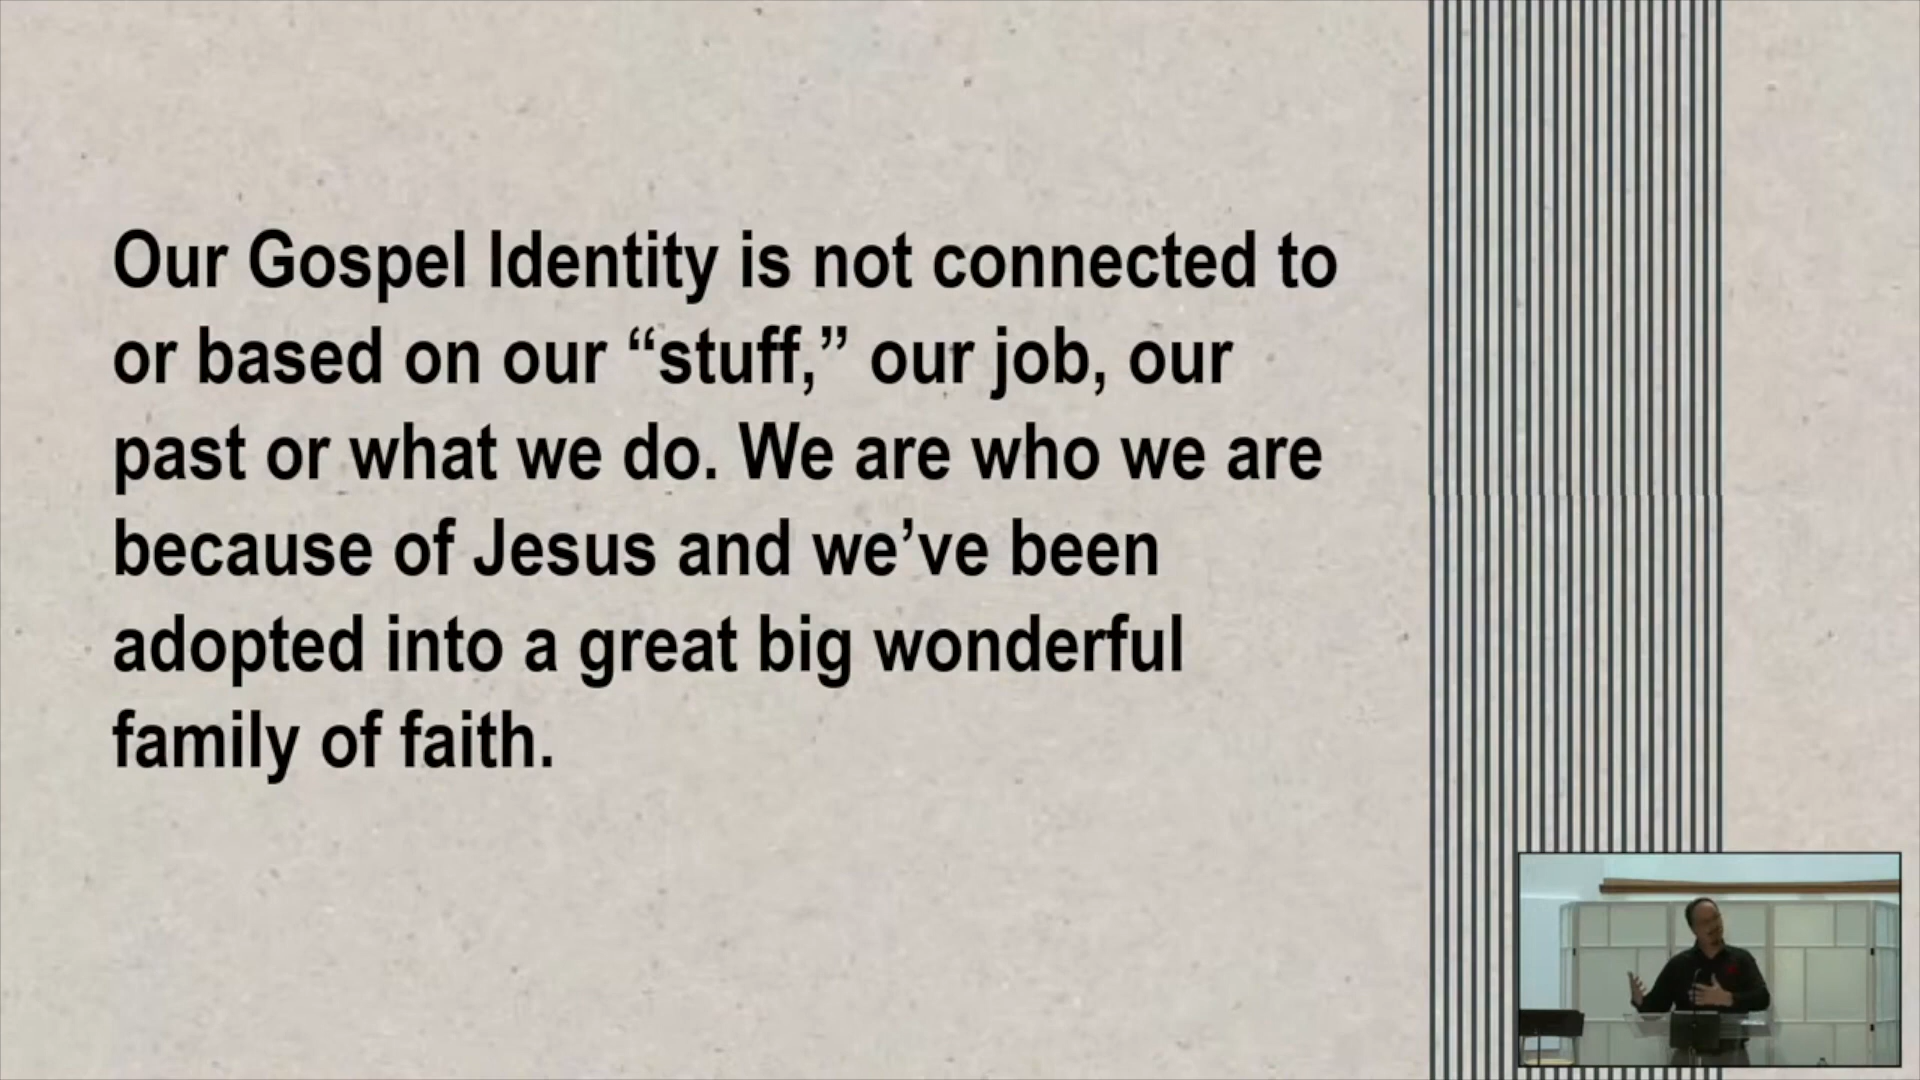 Our Gospel Identity is not connected to
or based on our “stuff,” our job, our
past or what we do. We are who we are
because of Jesus and we’ve been
adopted into a great big wonderful
family of faith.